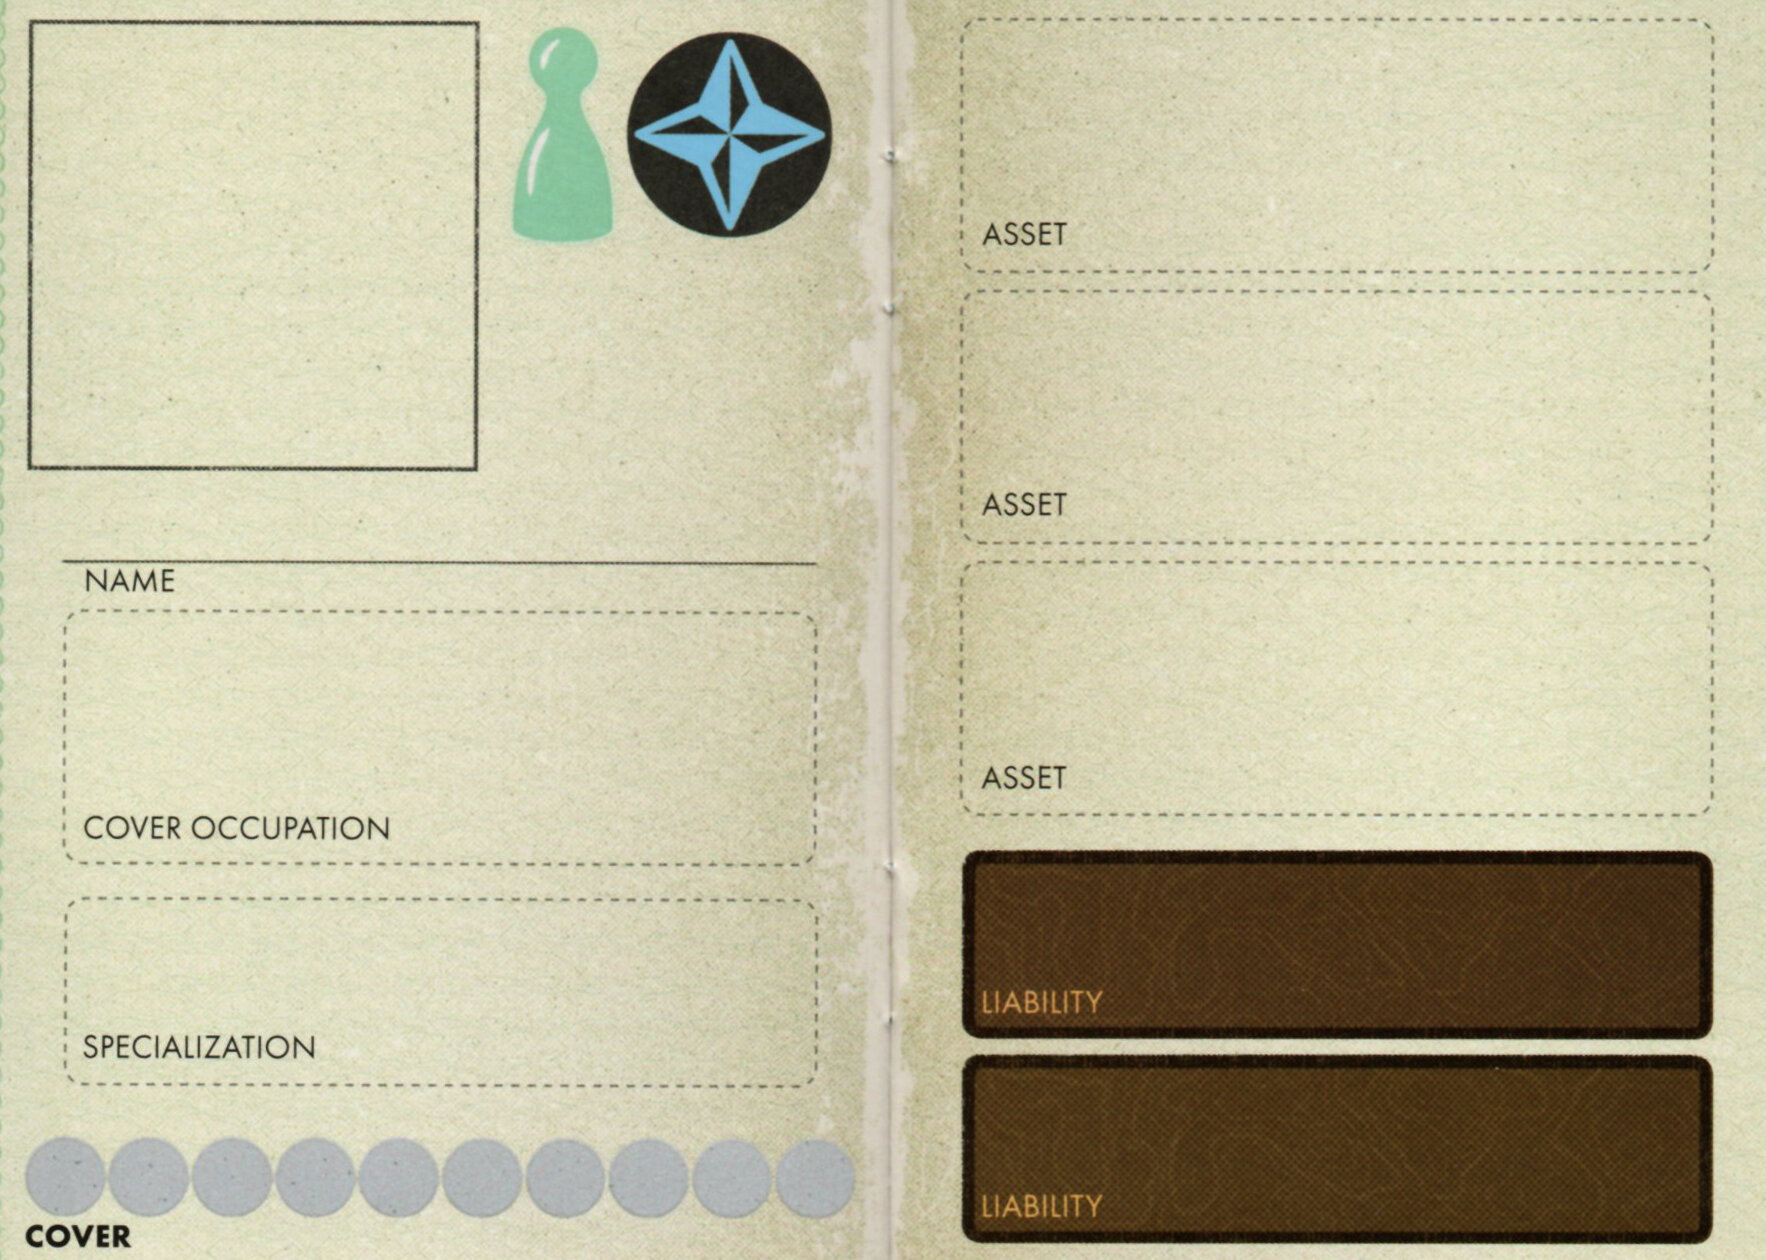 NAME
COVER OCCUPATION
SPECIALIZATION
COVER
ASSET
ASSET
ASSET
LIABILITY
LIABILITY